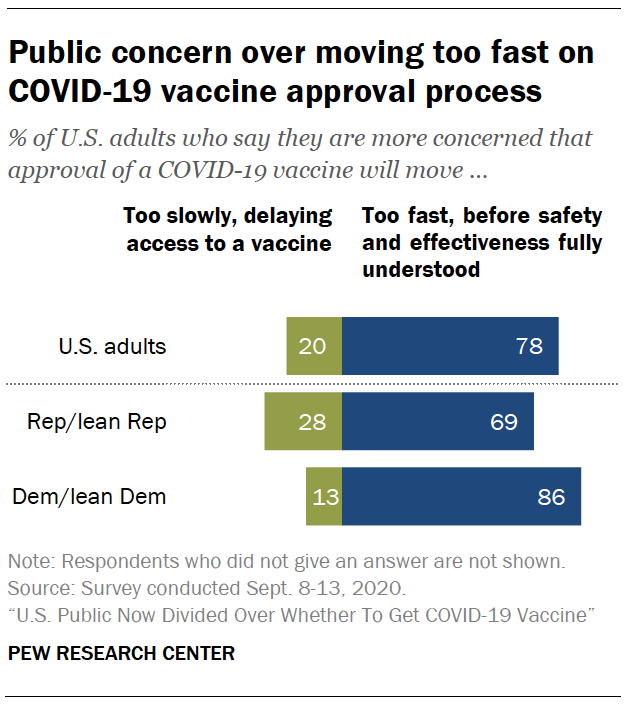 Public concern over moving too fast on
COVID-19 vaccine approval process
% of U.S. adults who say they are more concerned that
approval of a COVID-19 vaccine will move ...
Too slowly, delaying
access to a vaccine
Too fast, before safety
and effectiveness fully
understood
U.S. adults 20 78
Rep/lean Rep 28 69
Dem/lean Dem 13 86
Note: Respondents who did not give an answer are not shown.
Source: Survey conducted Sept. 8-13, 2020.
“U.S. Public Now Divided Over Whether To Get COVID-19 Vaccine”
PEW RESEARCH CENTER